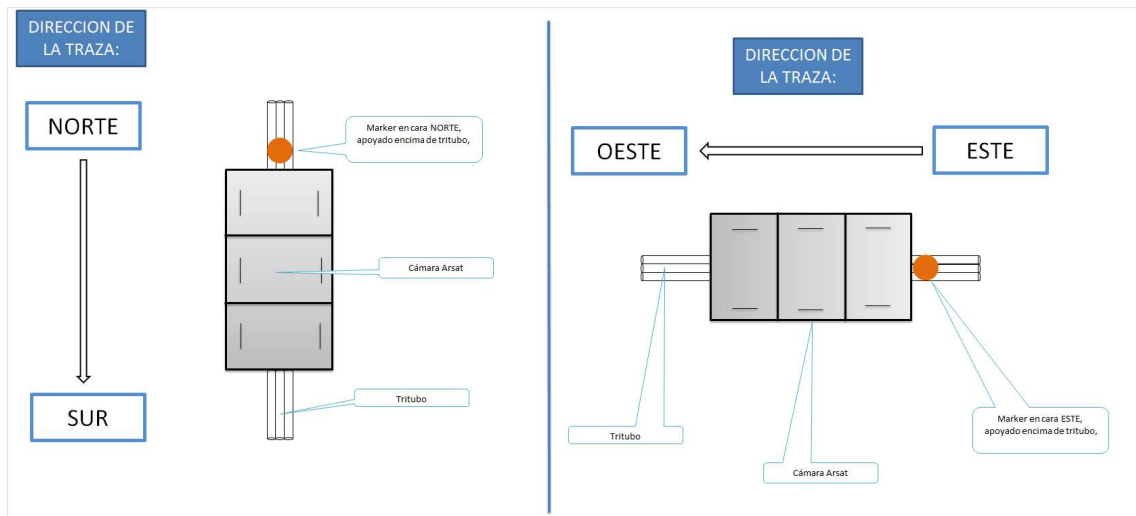 DIRECCION DE
LA TRAZA:
NORTE
SUR
Marker en cara NORTE,
apoyado encima de tritubo,
Cámara Arsat
Tritubo
DIRECCION DE
LA TRAZA:
OESTE
ESTE
Tritubo
Cámara Arsat
Marker en cara ESTE,
apoyado encima de tritubo,